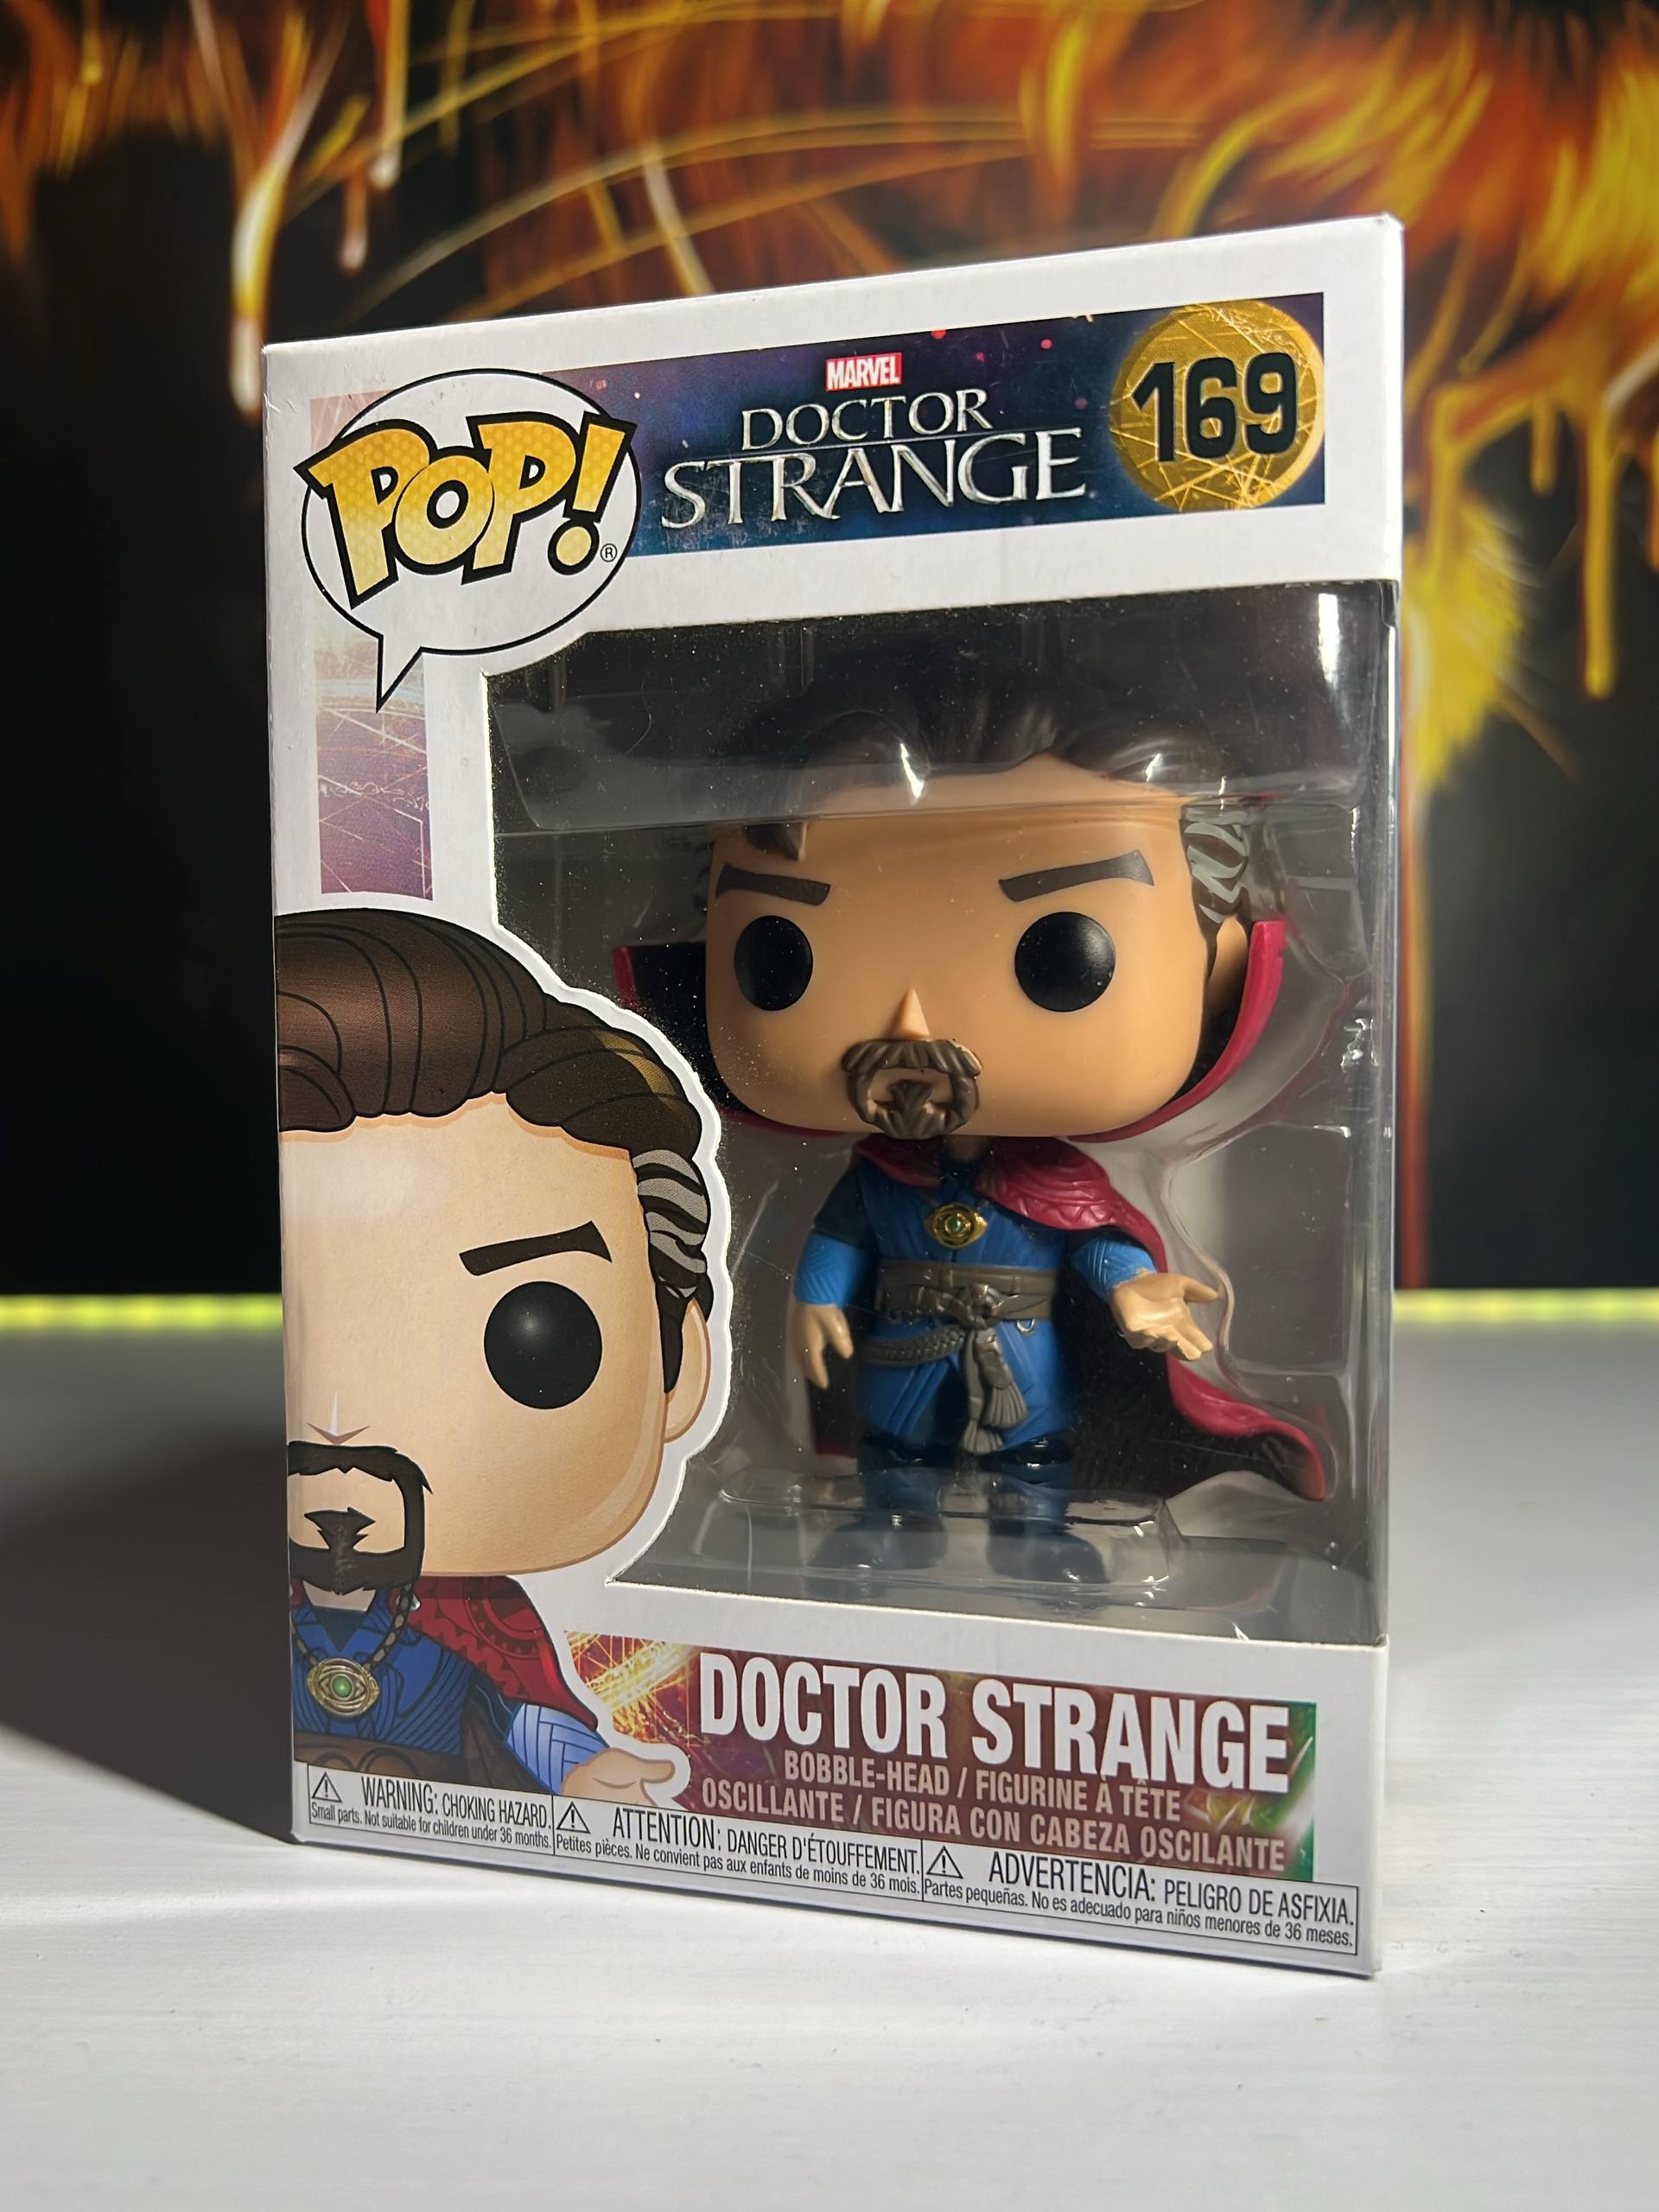 POP!®
MARVEL
DOCTOR
STRANGE
169
DOCTOR STRANGE
BOBBLE-HEAD / FIGURINE À TÊTE
OSCILLANTE / FIGURA CON CABEZA OSCILANTE
WARNING: CHOKING HAZARD.
Small parts. Not suitable for children under 36 months.
ATTENTION: DANGER D'ÉTOUFFEMENT.
Petites pièces. Ne convient pas aux enfants de moins de 36 mois.
ADVERTENCIA: PELIGRO DE ASFIXIA.
Partes pequeñas. No es adecuado para niños menores de 36 meses.